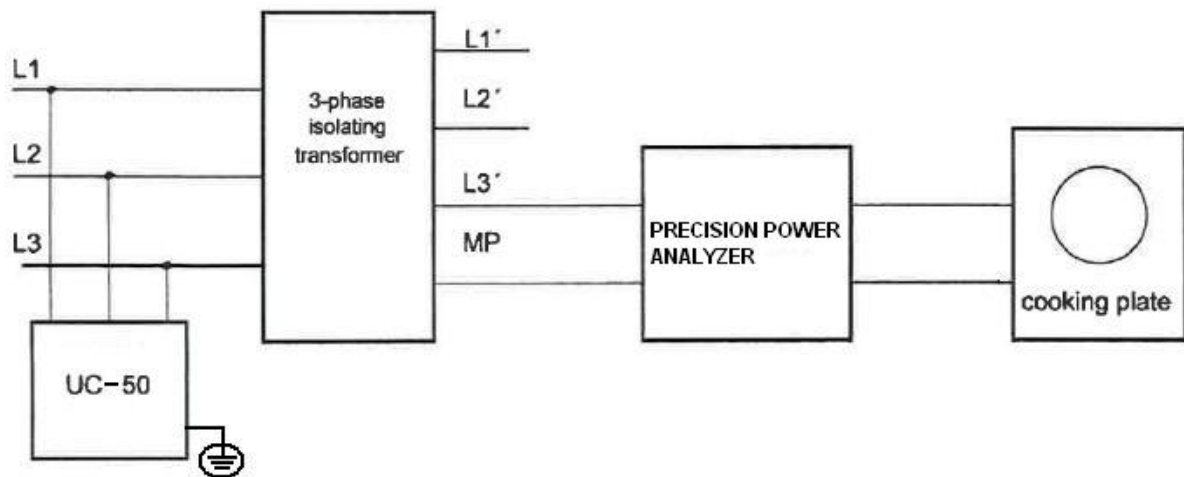 L1
L2
L3
3-phase
isolating
transformer
L1´
L2´
L3´
MP
PRECISION POWER
ANALYZER
cooking plate
UC-50